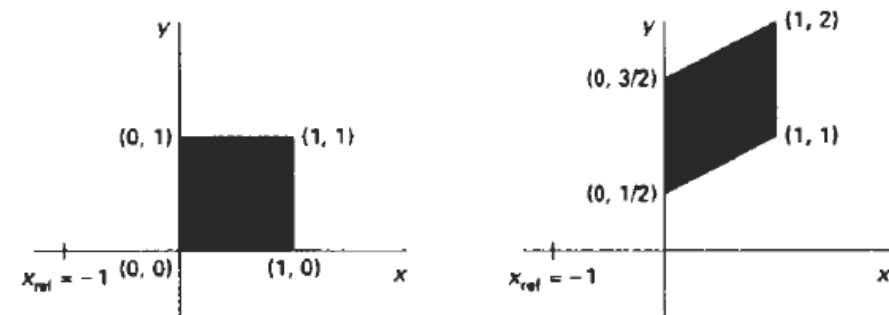 y
(0, 1)
(1, 1)
x_ref = −1
(0, 0)
(1, 0)
x
y
(1, 2)
(0, 3/2)
(1, 1)
(0, 1/2)
x_ref = −1
x